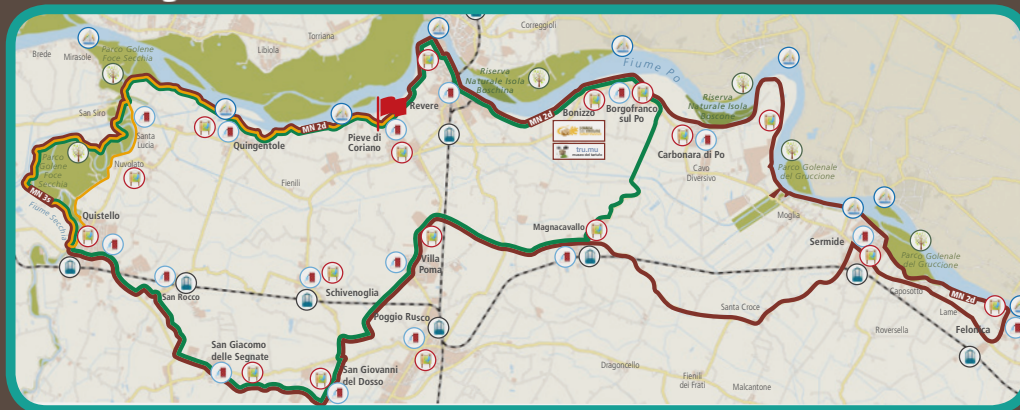 Correggioli
Torriana
Libiola
Brede
Mirasole
Parco Golene
Foce
Secchia
Fiume Po
Riserva
Naturale Isola
Boschina
Riserva
Naturale Isola
Boscone
Revere
MN 2d
MN 2d
Bonizzo
Borgofranco
sul Po
tru.mu
San Siro
Santa
Lucia
Quingentole
Pieve di
Coriano
Carbonara di Po
Cavo
Diversivo
Parco Golenale
del Gruccione
Parco
Golene
Foce
Secchia
Nuvolato
Fienili
MN 3s
Fiume Secchia
Quistello
Moglia
Magnacavallo
Sermide
Parco Golenale
del Gruccione
Villa
Poma
San Rocco
Schivenoglia
Caposotto
MN 2d
Santa Croce
Lame
Poggio Rusco
Roversella
Felonica
San Giacomo
delle Segnate
Dragoncello
San Giovanni
del Dosso
Fienil
dei Frati
Malcantone